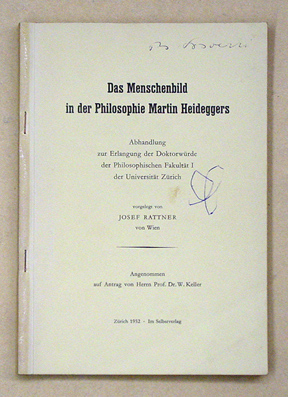 Das Menschenbild
in der Philosophie Martin Heideggers
Abhandlung
zur Erlangung der Doktorwürde
der Philosophischen Fakultät I
der Universität Zürich
vorgelegt von
JOSEF RATTNER
von Wien
Angenommen
auf Antrag von Herrn Prof. Dr. W. Keller
Zürich 1952 – Im Selbstverlag